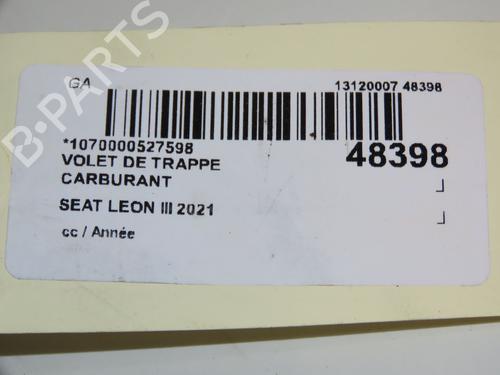 GA 13120007 48398
*1070000527598 48398
VOLET DE TRAPPE
CARBURANT
SEAT LEON III 2021
cc / Année
B-PARTS